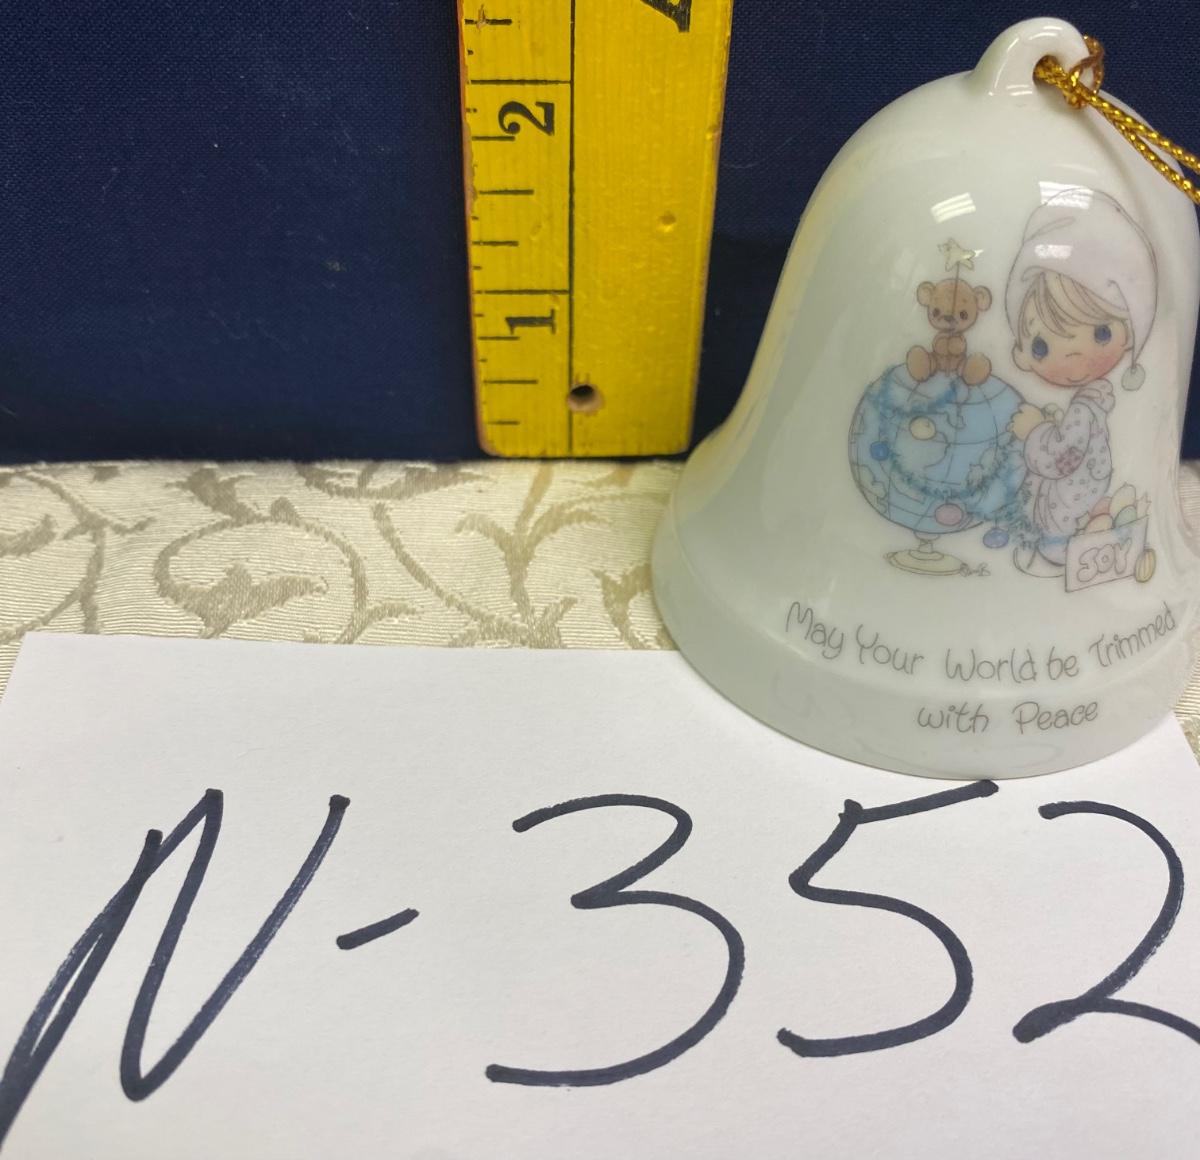 2
1
JOY
May Your World be Trimmed
with Peace
N-352